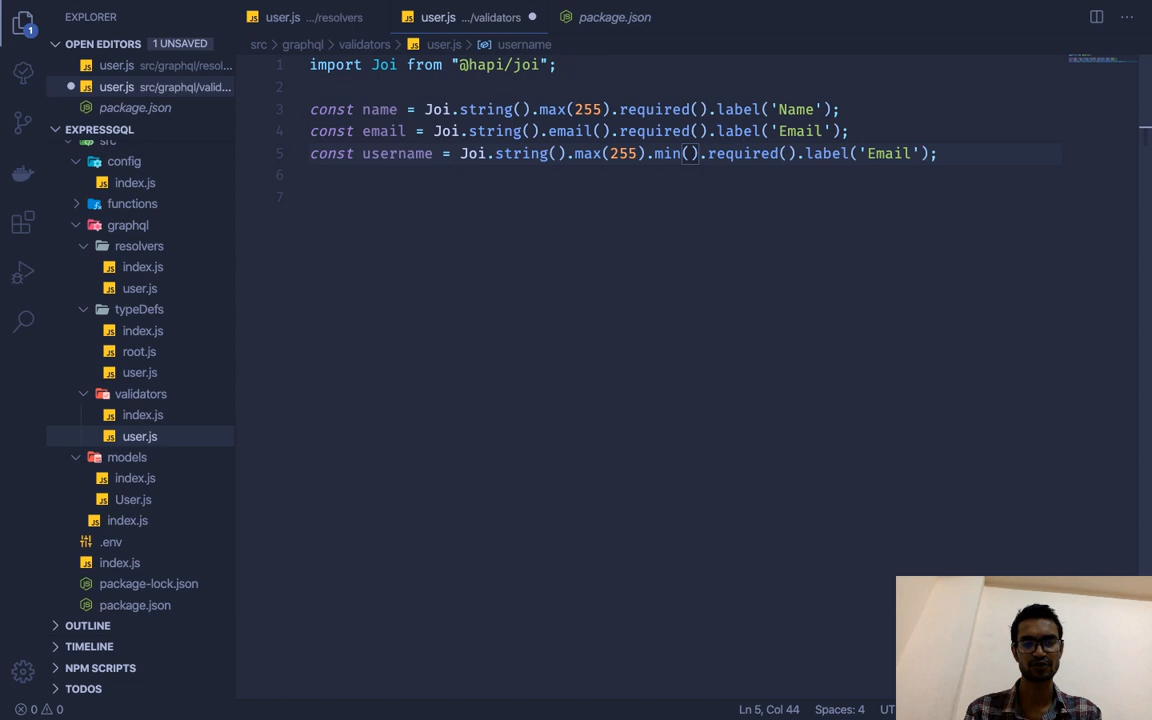 EXPLORER
user.js .../resolvers
user.js .../validators
package.json
1
OPEN EDITORS 1 UNSAVED
user.js src/graphql/resol...
user.js src/graphql/valid...
package.json
EXPRESSGQL
src
config
index.js
functions
graphql
resolvers
index.js
user.js
typeDefs
index.js
root.js
user.js
validators
index.js
user.js
models
index.js
User.js
index.js
.env
index.js
package-lock.json
package.json
OUTLINE
TIMELINE
NPM SCRIPTS
TODOS
src > graphql > validators > user.js > username
1 import Joi from "@hapi/joi";
2
3 const name = Joi.string().max(255).required().label('Name');
4 const email = Joi.string().email().required().label('Email');
5 const username = Joi.string().max(255).min().required().label('Email');
6
7
0 0
Ln 5, Col 44 Spaces: 4 UT